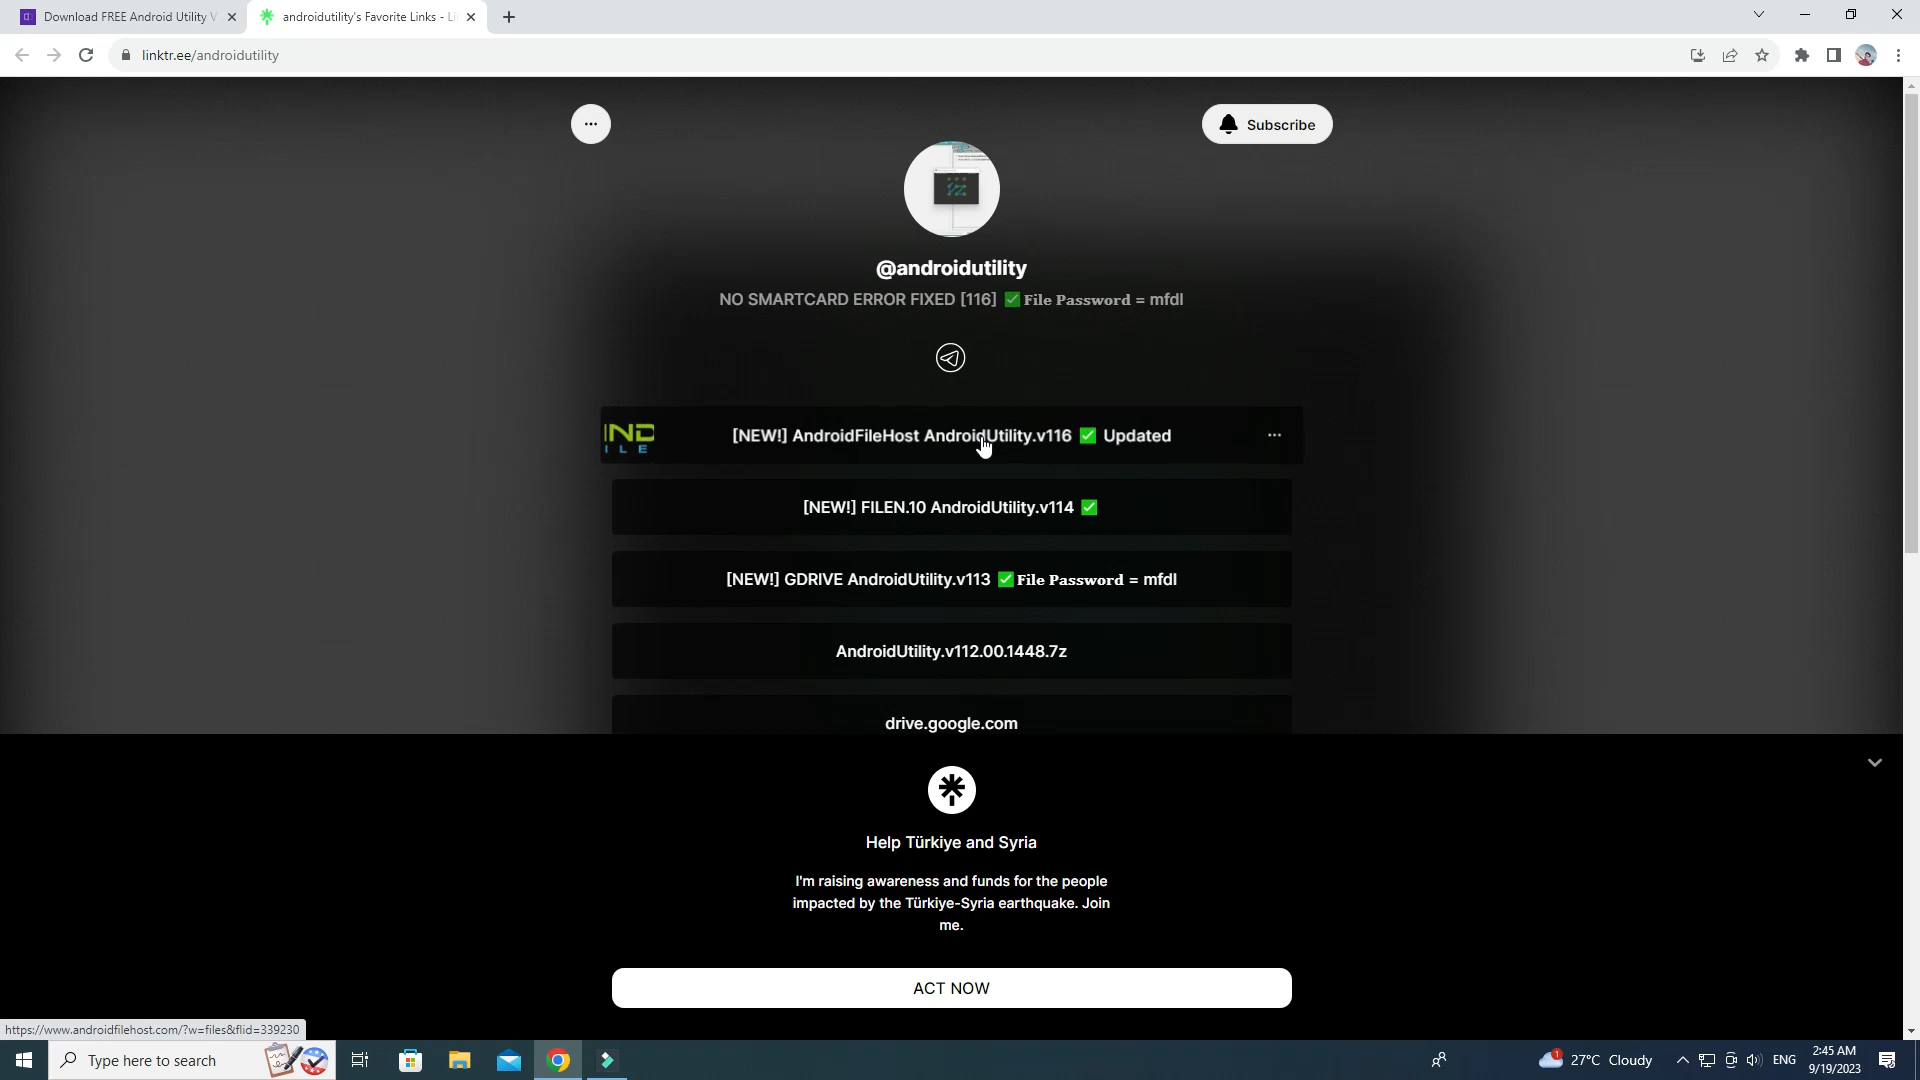 Download FREE Android Utility V
androidutility's Favorite Links - Li
linktr.ee/androidutility
Subscribe
@androidutility
NO SMARTCARD ERROR FIXED [116] ✅ File Password = mfdl
IND
ILE
[NEW!] AndroidFileHost AndroidUtility.v116 ✅ Updated
[NEW!] FILEN.10 AndroidUtility.v114 ✅
[NEW!] GDRIVE AndroidUtility.v113 ✅ File Password = mfdl
AndroidUtility.v112.00.1448.7z
drive.google.com
Help Türkiye and Syria
I'm raising awareness and funds for the people
impacted by the Türkiye-Syria earthquake. Join
me.
ACT NOW
https://www.androidfilehost.com/?w=files&flid=339230
Type here to search
1
27°C Cloudy
ENG
2:45 AM
9/19/2023